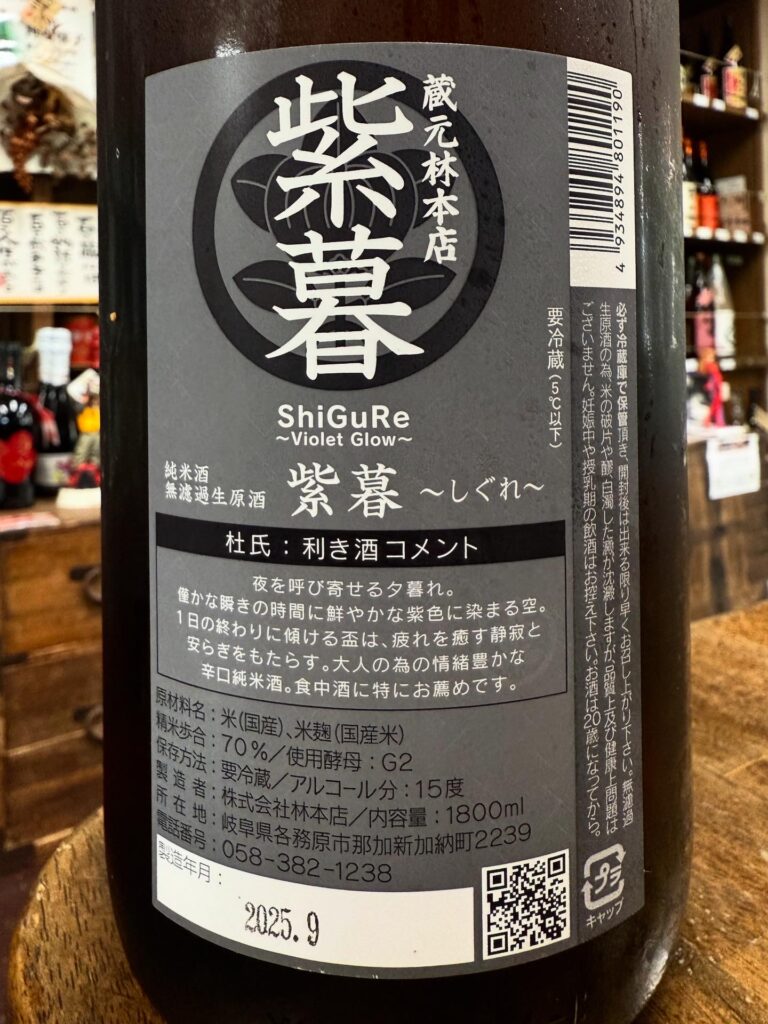 蔵元林本店
紫暮
ShiGuRe
~Violet Glow~
純米酒
無濾過生原酒
紫暮 ~しぐれ~
要冷蔵(5℃以下)
杜氏:利き酒コメント
夜を呼び寄せる夕暮れ。
僅かな瞬きの時間に鮮やかな紫色に染まる空。
1日の終わりに傾ける盃は、疲れを癒す静寂と
安らぎをもたらす。大人の為の情緒豊かな
辛口純米酒。食中酒に特にお薦めです。
原材料名:米(国産)、米麹(国産米)
精米歩合:70%/使用酵母:G2
保存方法:要冷蔵/アルコール分:15度
製造者:株式会社林本店/内容量:1800ml
所在地:岐阜県各務原市那加新加納町2239
電話番号:058-382-1238
製造年月:
2025.9
4 934894 801190
必ず冷蔵庫で保管頂き、開封後は出来る限り早くお召し上がり下さい。無濾過
生原酒の為、米の破片や醪、白濁した澱が沈澱しますが、品質上及び健康上問題は
ございません。妊娠中や授乳期の飲酒はお控え下さい。お酒は20歳になってから。
プラ
キャップ